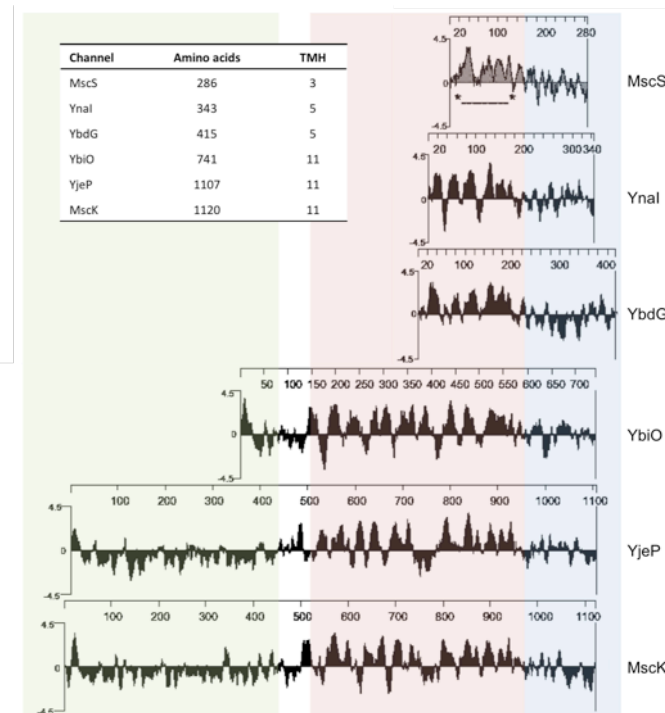 Channel Amino acids TMH
MscS 286 3
YnaI 343 5
YbdG 415 5
YbiO 741 11
YjeP 1107 11
MscK 1120 11
20 100 200 280
4.5
0
-4.5
* *
MscS
20 100 200 300 340
4.5
0
-4.5
YnaI
20 100 200 300 400
4.5
0
-4.5
YbdG
50 100 150 200 250 300 350 400 450 500 550 600 650 700
4.5
0
-4.5
YbiO
100 200 300 400 500 600 700 800 900 1000 1100
4.5
0
-4.5
YjeP
100 200 300 400 500 600 700 800 900 1000 1100
4.5
0
-4.5
MscK